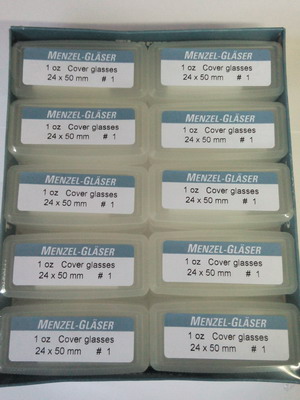 MENZEL-GLÄSER
1 oz Cover glasses
24 x 50 mm # 1
MENZEL-GLÄSER
1 oz Cover glasses
24 x 50 mm # 1
MENZEL-GLÄSER
1 oz Cover glasses
24 x 50 mm # 1
MENZEL-GLÄSER
1 oz Cover glasses
24 x 50 mm # 1
MENZEL-GLÄSER
1 oz Cover glasses
24 x 50 mm # 1
MENZEL-GLÄSER
1 oz Cover glasses
24 x 50 mm # 1
MENZEL-GLÄSER
1 oz Cover glasses
24 x 50 mm # 1
MENZEL-GLÄSER
1 oz Cover glasses
24 x 50 mm # 1
MENZEL-GLÄSER
1 oz Cover glasses
24 x 50 mm # 1
MENZEL-GLÄSER
1 oz Cover glasses
24 x 50 mm # 1